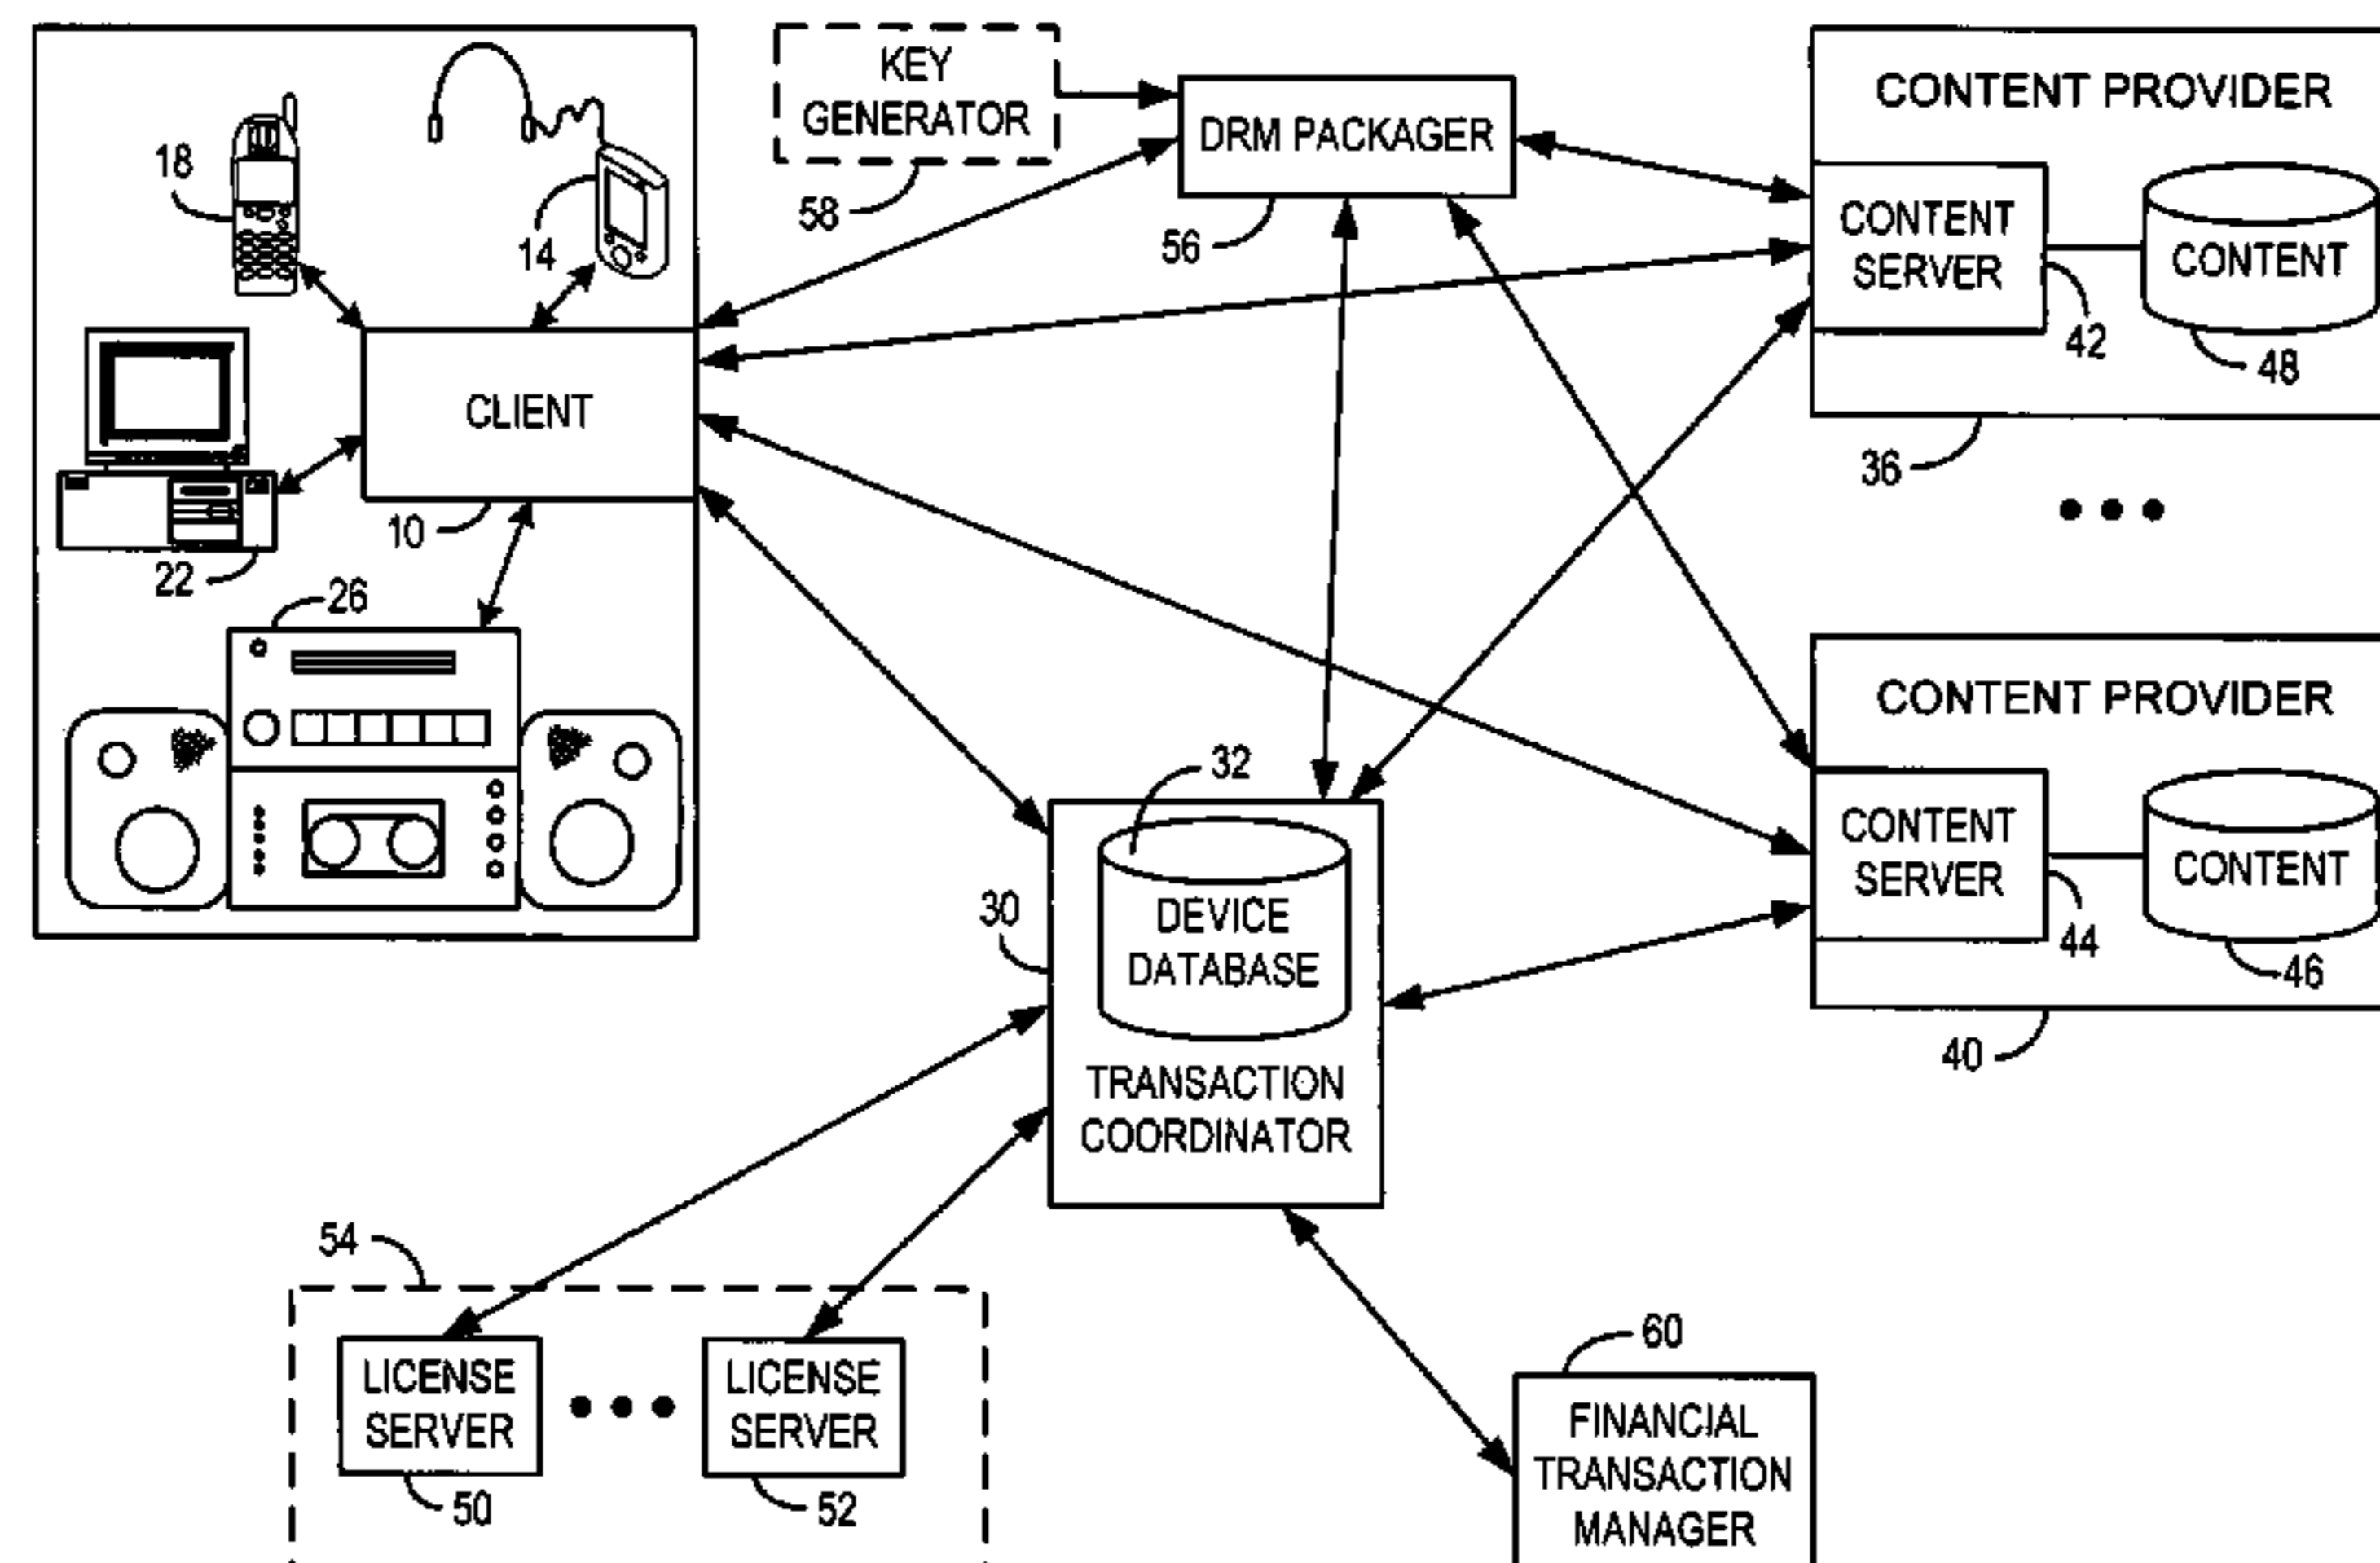 KEY
GENERATOR
58
DRM PACKAGER
56
CONTENT PROVIDER
CONTENT
SERVER
42
CONTENT
48
36
18
14
CLIENT
10
22
26
CONTENT PROVIDER
CONTENT
SERVER
44
CONTENT
46
40
32
30
DEVICE
DATABASE
TRANSACTION
COORDINATOR
54
LICENSE
SERVER
50
LICENSE
SERVER
52
60
FINANCIAL
TRANSACTION
MANAGER